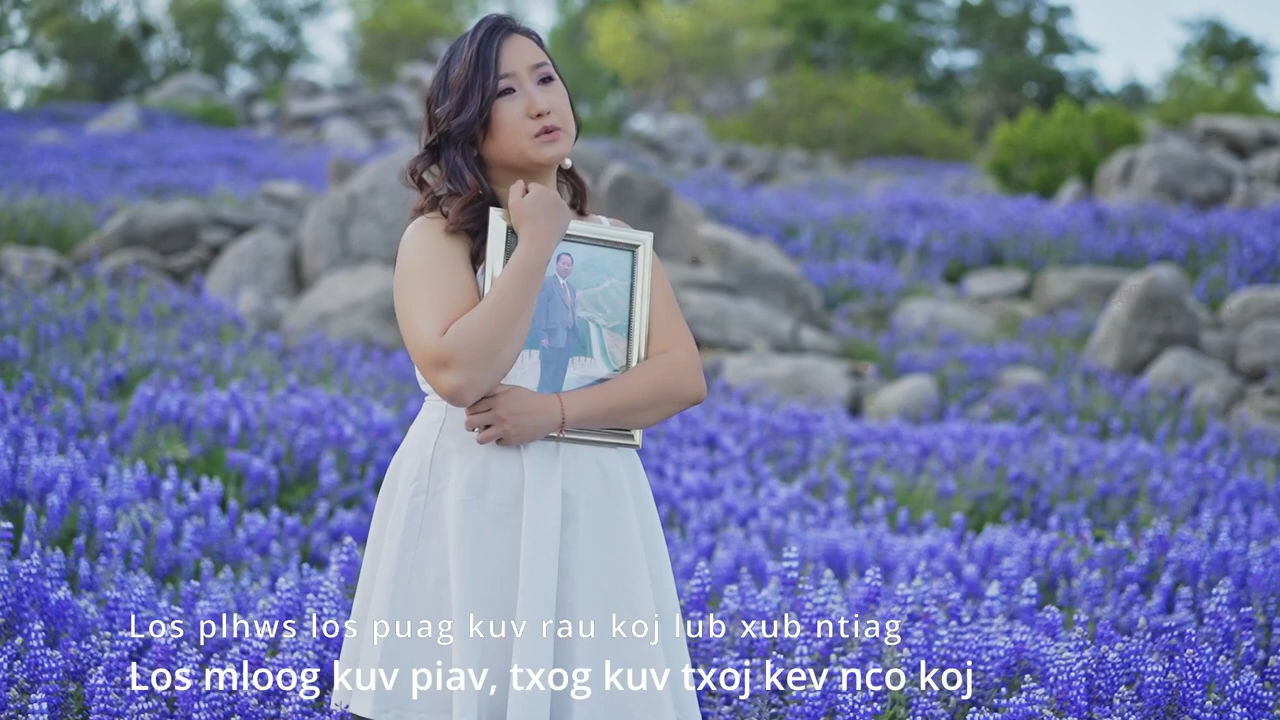 Los plhws los puag kuv rau koj lub xub ntiag
Los mloog kuv piav, txog kuv txoj kev nco koj